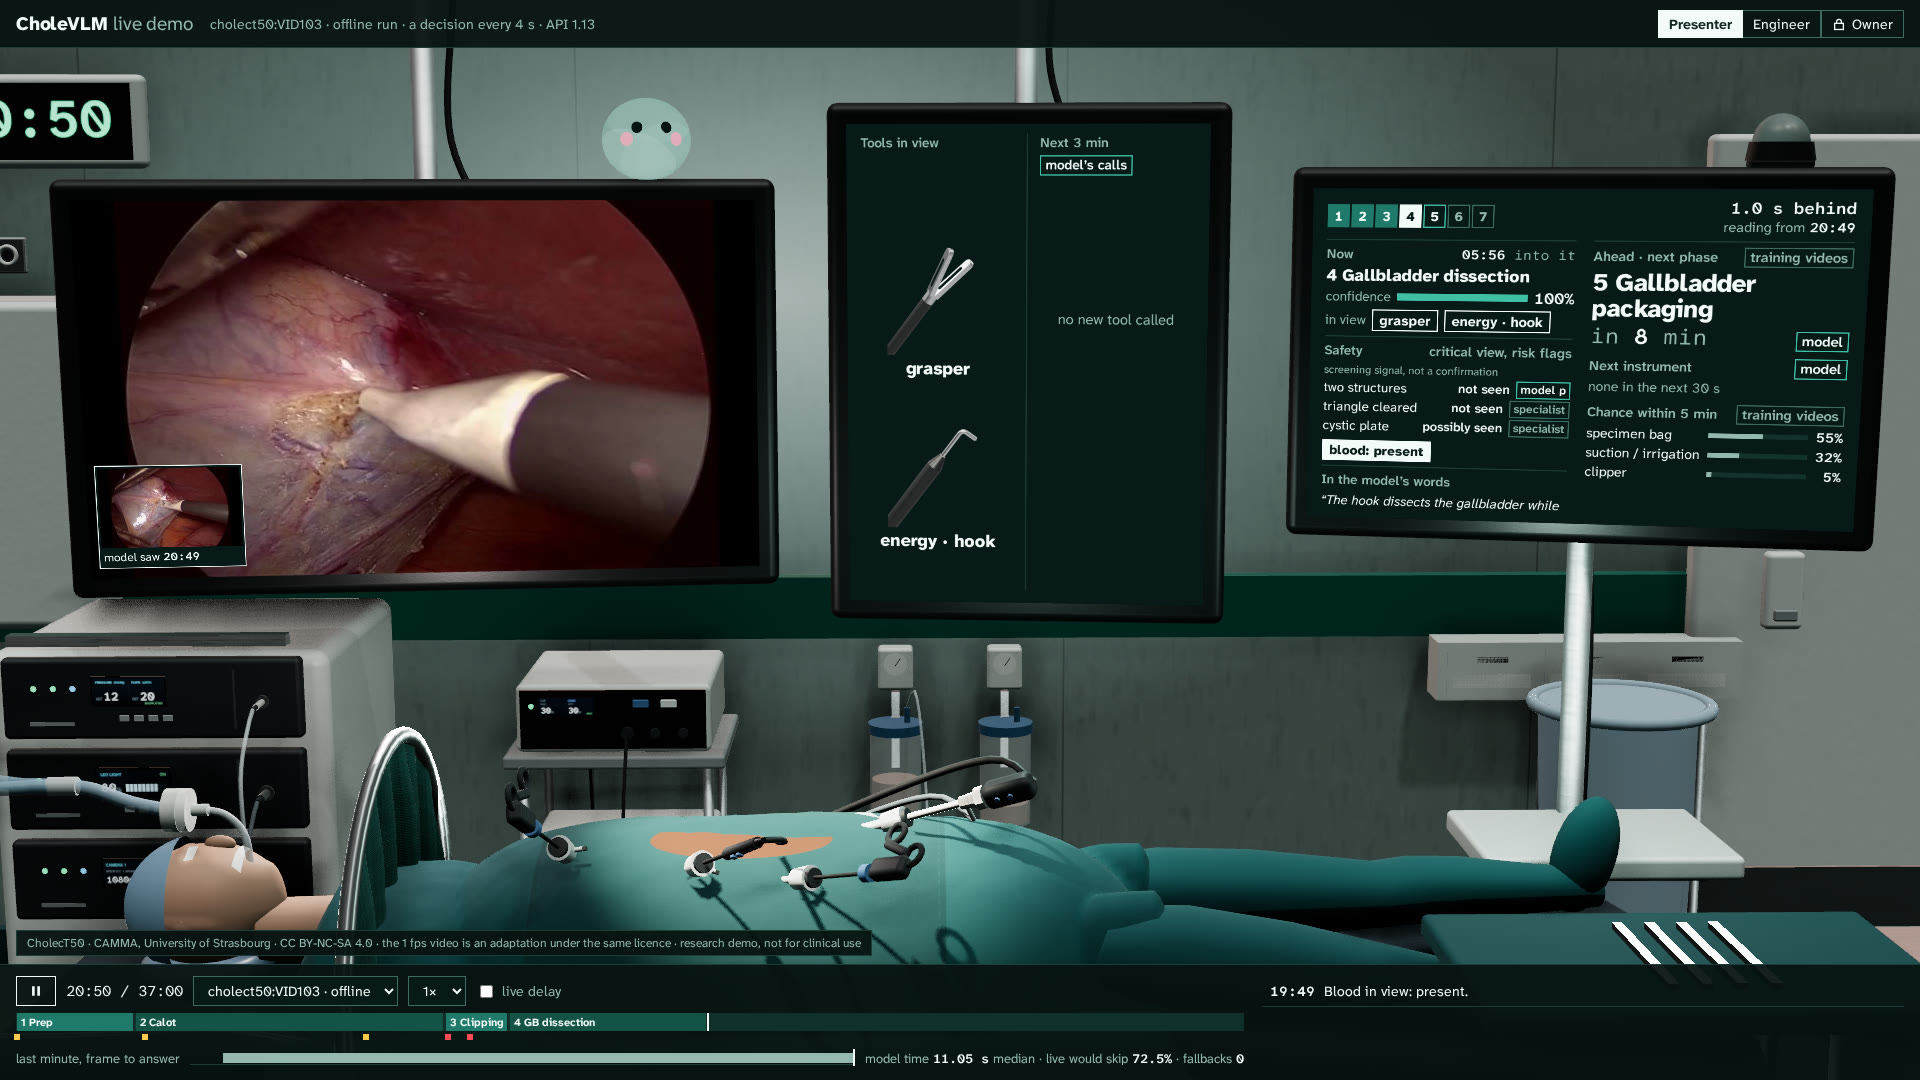 CholeVLM live demo cholect50:VID103 · offline run · a decision every 4 s · API 1.13
Presenter Engineer Owner
0:50
model saw 20:49
Tools in view
grasper
energy · hook
Next 3 min
model's calls
no new tool called
1 2 3 4 5 6 7
1.0 s behind
reading from 20:49
Now 05:56 into it
4 Gallbladder dissection
confidence 100%
in view grasper energy · hook
Safety critical view, risk flags
screening signal, not a confirmation
two structures not seen model p
triangle cleared not seen specialist
cystic plate possibly seen specialist
blood: present
In the model's words
“The hook dissects the gallbladder while
Ahead · next phase training videos
5 Gallbladder
packaging
in 8 min model
Next instrument model
none in the next 30 s
Chance within 5 min training videos
specimen bag 55%
suction / irrigation 32%
clipper 5%
12 20
30 30
CholecT50 · CAMMA, University of Strasbourg · CC BY-NC-SA 4.0 · the 1 fps video is an adaptation under the same licence · research demo, not for clinical use
20:50 / 37:00 cholect50:VID103 · offline 1× live delay
19:49 Blood in view: present.
1 Prep 2 Calot 3 Clipping 4 GB dissection
last minute, frame to answer model time 11.05 s median · live would skip 72.5% · fallbacks 0